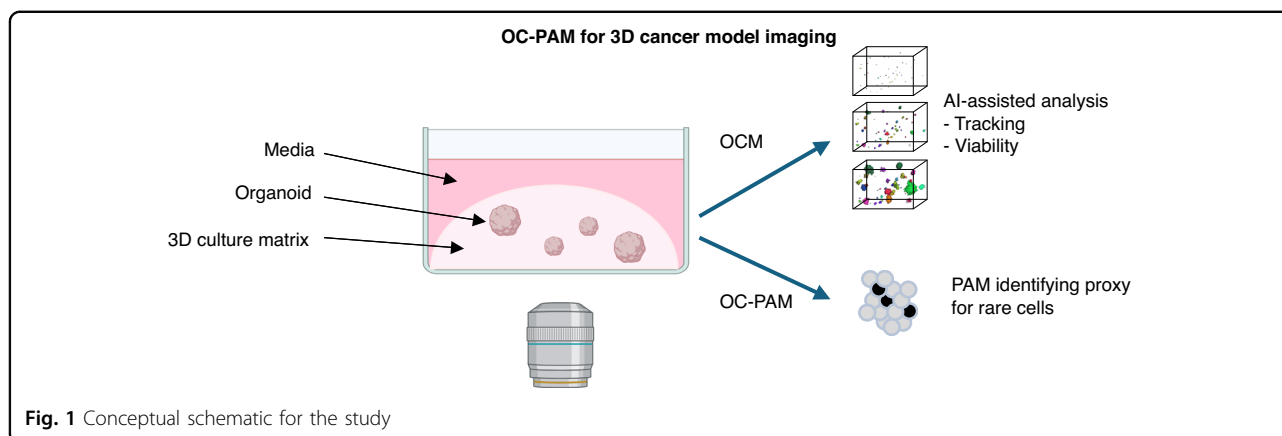 OC-PAM for 3D cancer model imaging
Media
Organoid
3D culture matrix
OCM
AI-assisted analysis
- Tracking
- Viability
OC-PAM
PAM identifying proxy
for rare cells
Fig. 1 Conceptual schematic for the study